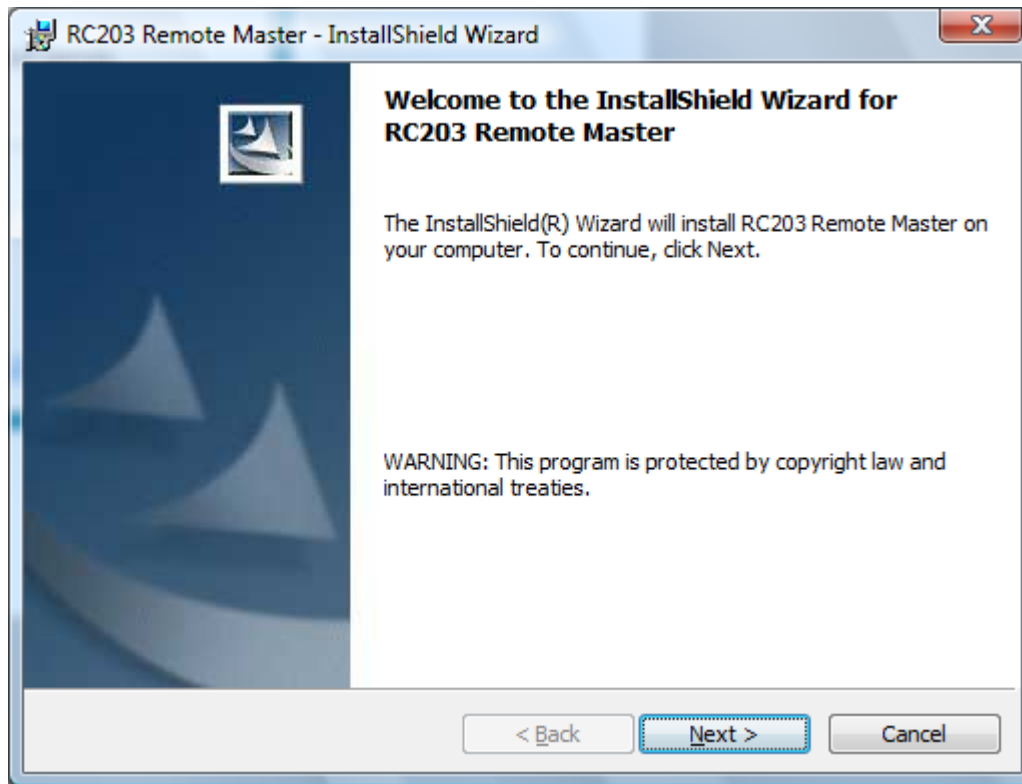 RC203 Remote Master - InstallShield Wizard
Welcome to the InstallShield Wizard for
RC203 Remote Master
The InstallShield(R) Wizard will install RC203 Remote Master on
your computer. To continue, click Next.
WARNING: This program is protected by copyright law and
international treaties.
< Back
Next >
Cancel